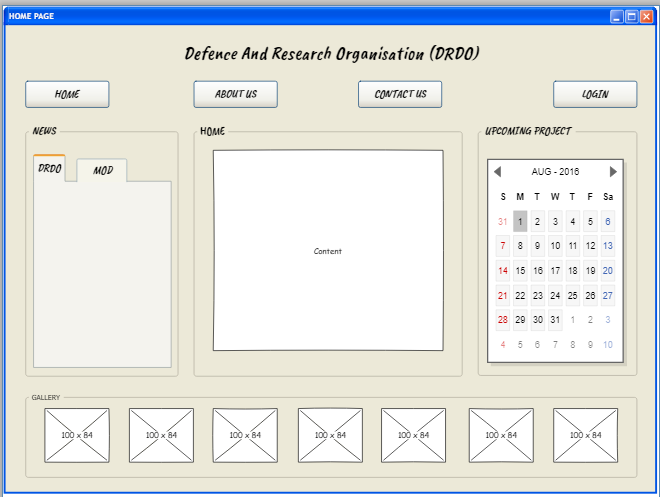 HOME PAGE
Defence And Research Organisation (DRDO)
HOME ABOUT US CONTACT US LOGIN
NEWS
DRDO MOD
HOME
Content
UPCOMING PROJECT
AUG - 2016
S M T W T F Sa
31 1 2 3 4 5 6
7 8 9 10 11 12 13
14 15 16 17 18 19 20
21 22 23 24 25 26 27
28 29 30 31 1 2 3
4 5 6 7 8 9 10
GALLERY
100 x 84 100 x 84 100 x 84 100 x 84 100 x 84 100 x 84 100 x 84